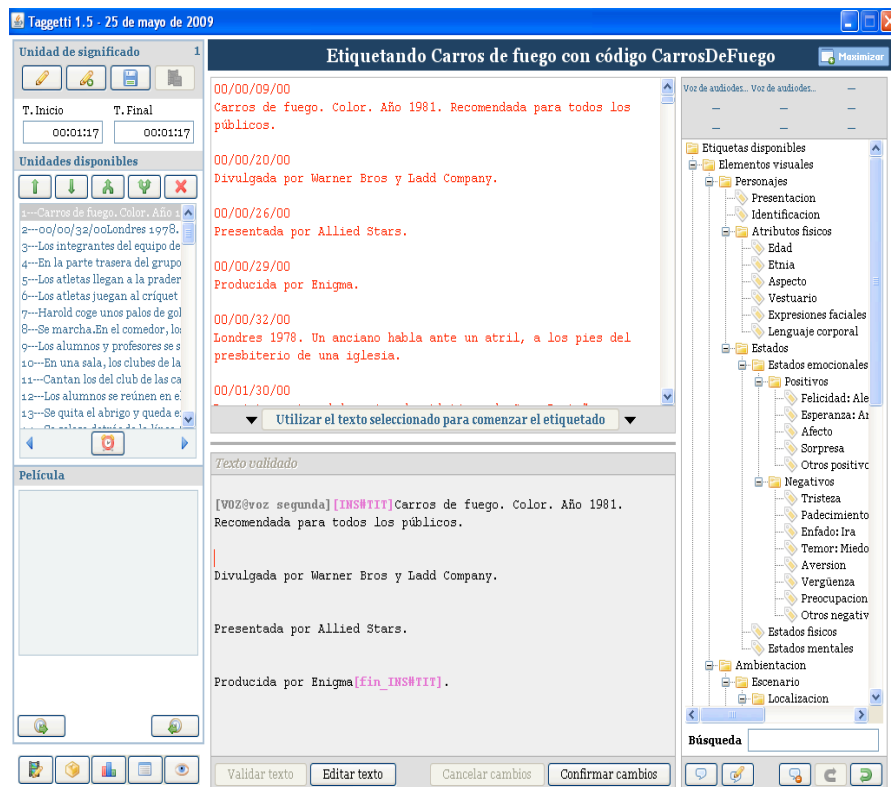 Taggetti 1.5 - 25 de mayo de 2009
Unidad de significado 1
T. Inicio T. Final
00:01:17 00:01:17
Unidades disponibles
1---Carros de fuego. Color. Año 1
2---00/00/32/00Londres 1978.
3---Los integrantes del equipo de
4---En la parte trasera del grupo
5---Los atletas llegan a la prader
6---Los atletas juegan al críquet
7---Harold coge unos palos de gol
8---Se marcha.En el comedor, los
9---Los alumnos y profesores se s
10---En una sala, los clubes de la
11---Cantan los del club de las ca
12---Los alumnos se reúnen en el
13---Se quita el abrigo y queda e
Película
Etiquetando Carros de fuego con código CarrosDeFuego
Maximizar
00/00/09/00
Carros de fuego. Color. Año 1981. Recomendada para todos los
públicos.
00/00/20/00
Divulgada por Warner Bros y Ladd Company.
00/00/26/00
Presentada por Allied Stars.
00/00/29/00
Producida por Enigma.
00/00/32/00
Londres 1978. Un anciano habla ante un atril, a los pies del
presbiterio de una iglesia.
00/01/30/00
Utilizar el texto seleccionado para comenzar el etiquetado
Texto validado
[VOZ@voz segunda][INS#TIT]Carros de fuego. Color. Año 1981.
Recomendada para todos los públicos.
Divulgada por Warner Bros y Ladd Company.
Presentada por Allied Stars.
Producida por Enigma[fin_INS#TIT].
Validar texto Editar texto Cancelar cambios Confirmar cambios
Voz de audiodes... Voz de audiodes... —
— — —
— — —
Etiquetas disponibles
Elementos visuales
Personajes
Presentacion
Identificacion
Atributos fisicos
Edad
Etnia
Aspecto
Vestuario
Expresiones faciales
Lenguaje corporal
Estados
Estados emocionales
Positivos
Felicidad: Ale
Esperanza: Ar
Afecto
Sorpresa
Otros positivo
Negativos
Tristeza
Padecimiento
Enfado: Ira
Temor: Miedo
Aversion
Vergüenza
Preocupacion
Otros negativ
Estados fisicos
Estados mentales
Ambientacion
Escenario
Localizacion
Búsqueda